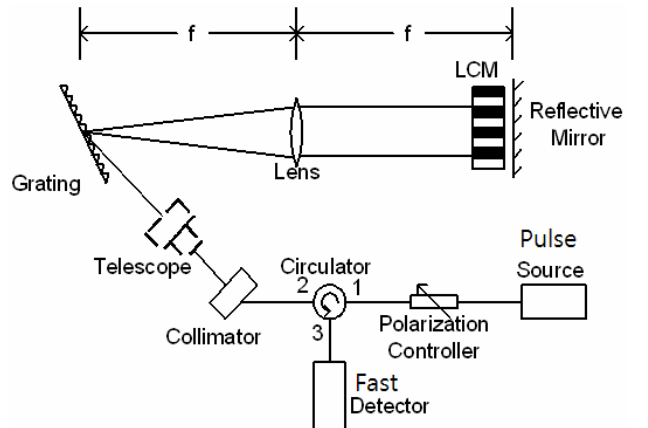 f
f
LCM
Reflective
Mirror
Grating
Lens
Telescope
Circulator
2
1
3
Pulse
Source
Collimator
Polarization
Controller
Fast
Detector